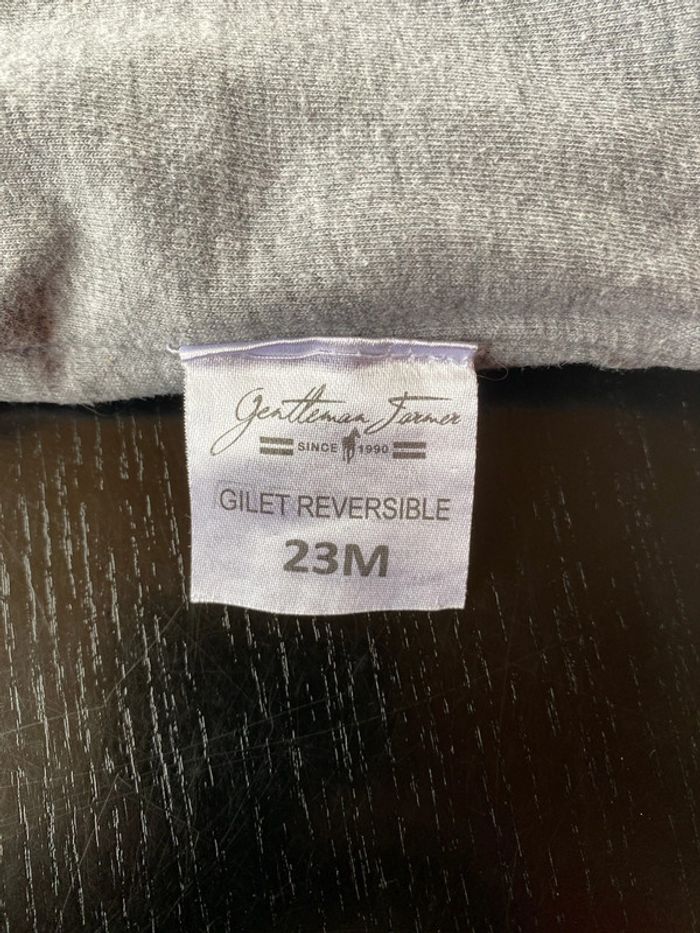 Gentleman Farmer
SINCE 1990
GILET REVERSIBLE
23M